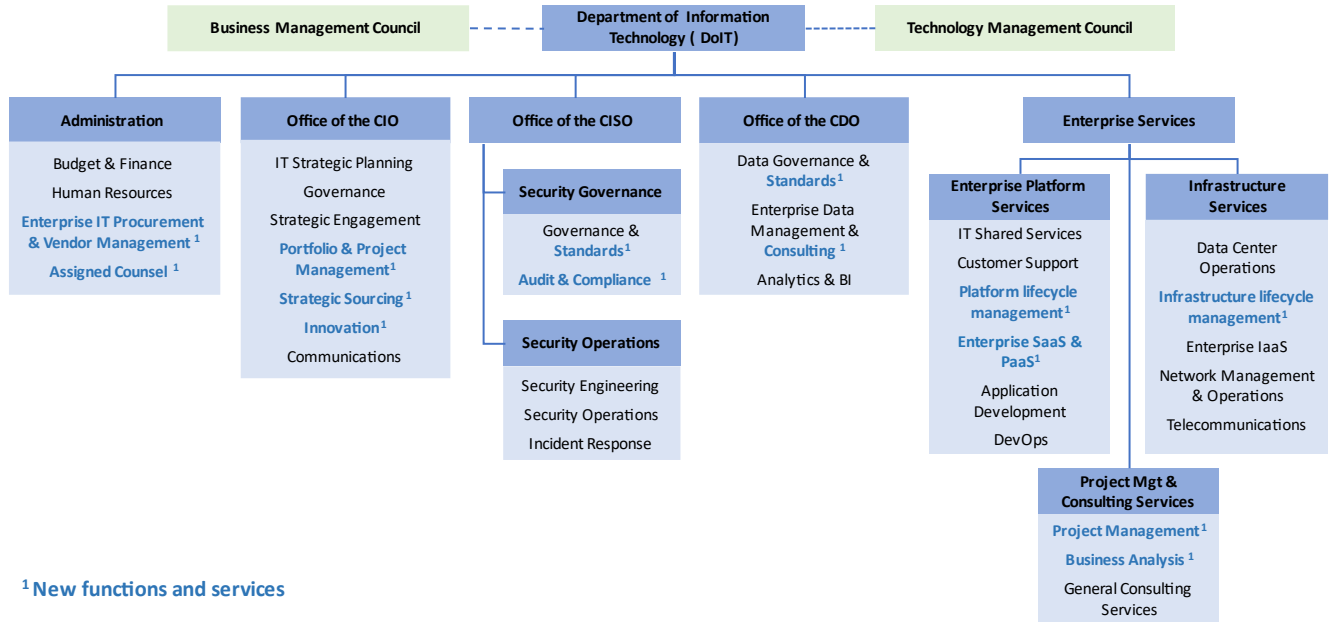 Business Management Council
Department of Information
Technology ( DoIT)
Technology Management Council
Administration
Budget & Finance
Human Resources
Enterprise IT Procurement
& Vendor Management ¹
Assigned Counsel ¹
Office of the CIO
IT Strategic Planning
Governance
Strategic Engagement
Portfolio & Project
Management¹
Strategic Sourcing¹
Innovation¹
Communications
Office of the CISO
Security Governance
Governance &
Standards¹
Audit & Compliance ¹
Security Operations
Security Engineering
Security Operations
Incident Response
Office of the CDO
Data Governance &
Standards¹
Enterprise Data
Management &
Consulting ¹
Analytics & BI
Enterprise Services
Enterprise Platform
Services
IT Shared Services
Customer Support
Platform lifecycle
management¹
Enterprise SaaS &
PaaS¹
Application
Development
DevOps
Infrastructure
Services
Data Center
Operations
Infrastructure lifecycle
management¹
Enterprise IaaS
Network Management
& Operations
Telecommunications
Project Mgt &
Consulting Services
Project Management¹
Business Analysis ¹
General Consulting
Services
¹ New functions and services